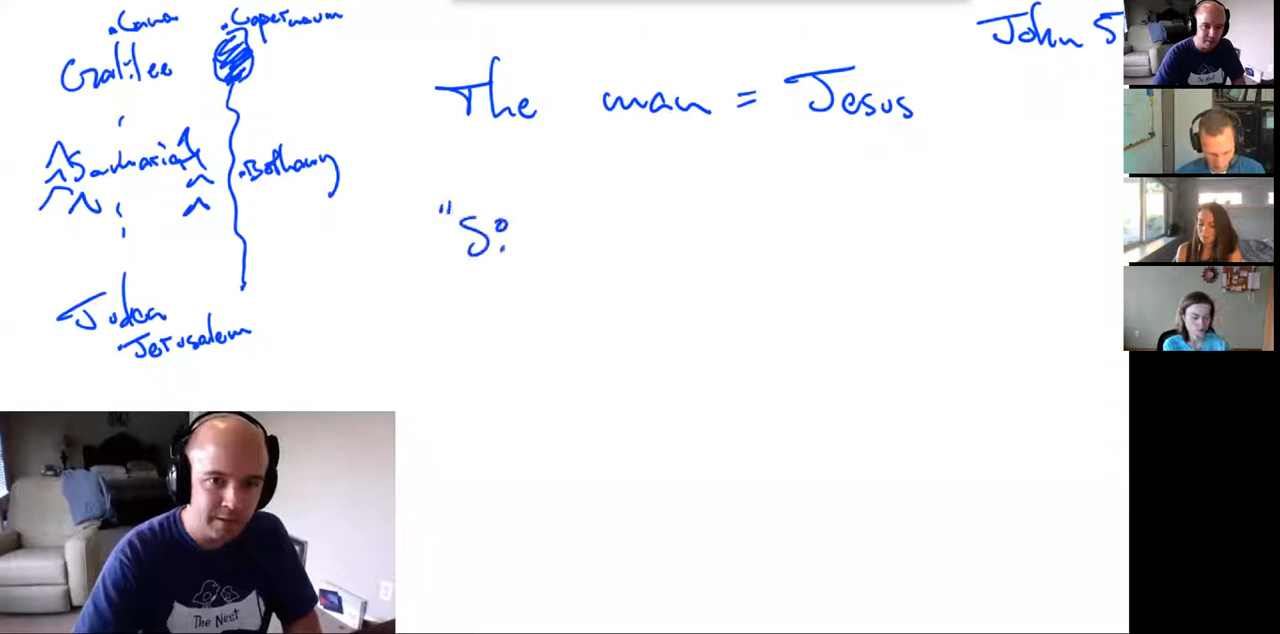 .Cana
.Capernaum
Galilee
Samaria
.Bethany
Judea
.Jerusalem
The man = Jesus
John 5
"S:
The Nest
The Nest